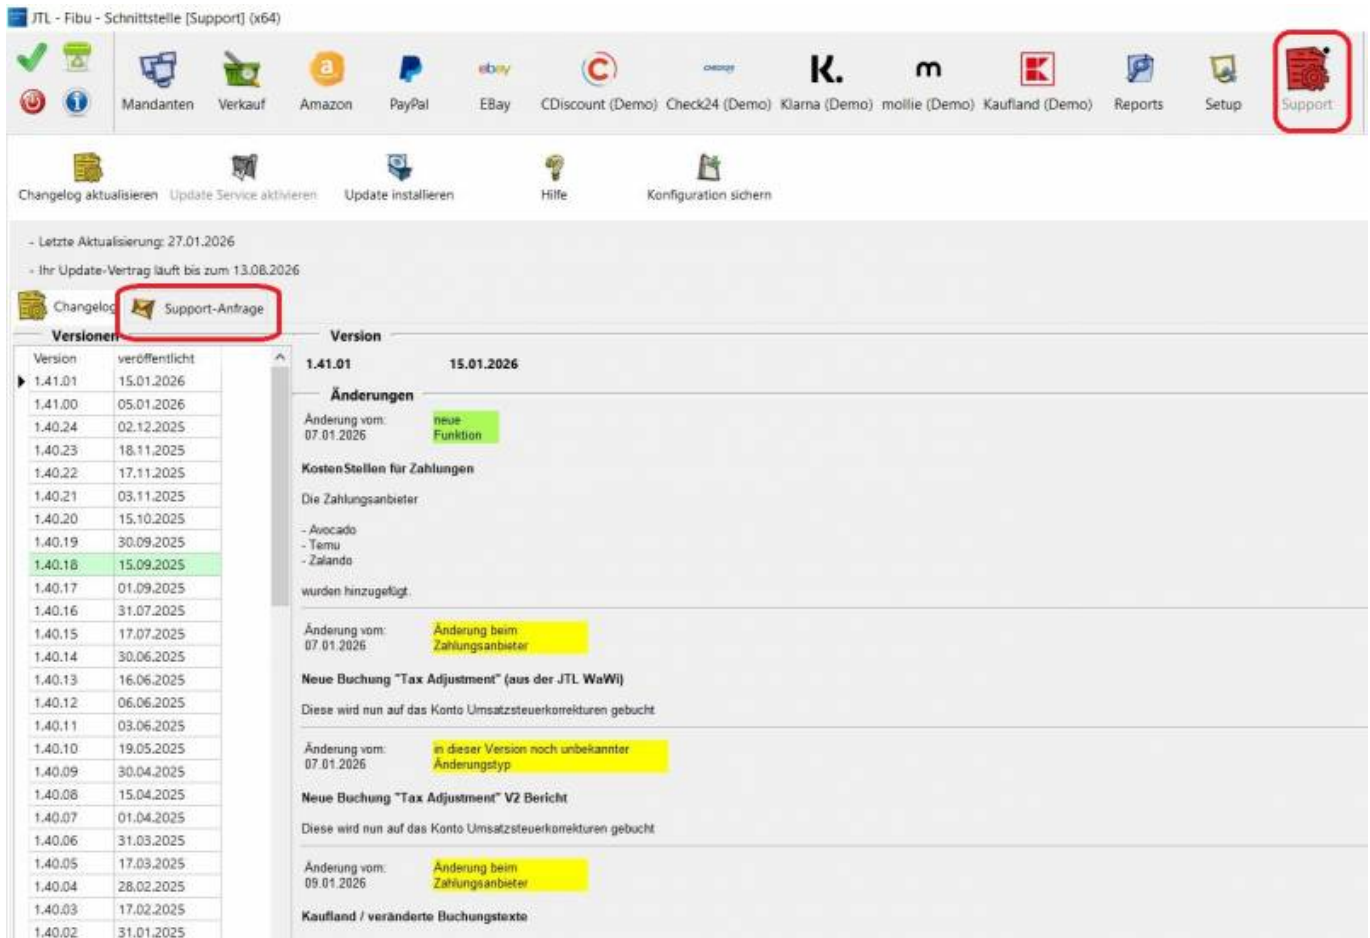 JTL - Fibu - Schnittstelle [Support] (x64)
a
ebay
C
CHECK24
K.
m
K
Mandanten Verkauf Amazon PayPal EBay CDiscount (Demo) Check24 (Demo) Klarna (Demo) mollie (Demo) Kaufland (Demo) Reports Setup Support
Changelog aktualisieren Update Service aktivieren Update installieren Hilfe Konfiguration sichern
- Letzte Aktualisierung: 27.01.2026
- Ihr Update-Vertrag läuft bis zum 13.08.2026
Changelog Support-Anfrage
Versionen
Version veröffentlicht
1.41.01 15.01.2026
1.41.00 05.01.2026
1.40.24 02.12.2025
1.40.23 18.11.2025
1.40.22 17.11.2025
1.40.21 03.11.2025
1.40.20 15.10.2025
1.40.19 30.09.2025
1.40.18 15.09.2025
1.40.17 01.09.2025
1.40.16 31.07.2025
1.40.15 17.07.2025
1.40.14 30.06.2025
1.40.13 16.06.2025
1.40.12 06.06.2025
1.40.11 03.06.2025
1.40.10 19.05.2025
1.40.09 30.04.2025
1.40.08 15.04.2025
1.40.07 01.04.2025
1.40.06 31.03.2025
1.40.05 17.03.2025
1.40.04 28.02.2025
1.40.03 17.02.2025
1.40.02 31.01.2025
Version
1.41.01 15.01.2026
Änderungen
Änderung vom: neue
07.01.2026 Funktion
KostenStellen für Zahlungen
Die Zahlungsanbieter
- Avocado
- Temu
- Zalando
wurden hinzugefügt.
Änderung vom: Änderung beim
07.01.2026 Zahlungsanbieter
Neue Buchung "Tax Adjustment" (aus der JTL WaWi)
Diese wird nun auf das Konto Umsatzsteuerkorrekturen gebucht
Änderung vom: in dieser Version noch unbekannter
07.01.2026 Änderungstyp
Neue Buchung "Tax Adjustment" V2 Bericht
Diese wird nun auf das Konto Umsatzsteuerkorrekturen gebucht
Änderung vom: Änderung beim
09.01.2026 Zahlungsanbieter
Kaufland / veränderte Buchungstexte